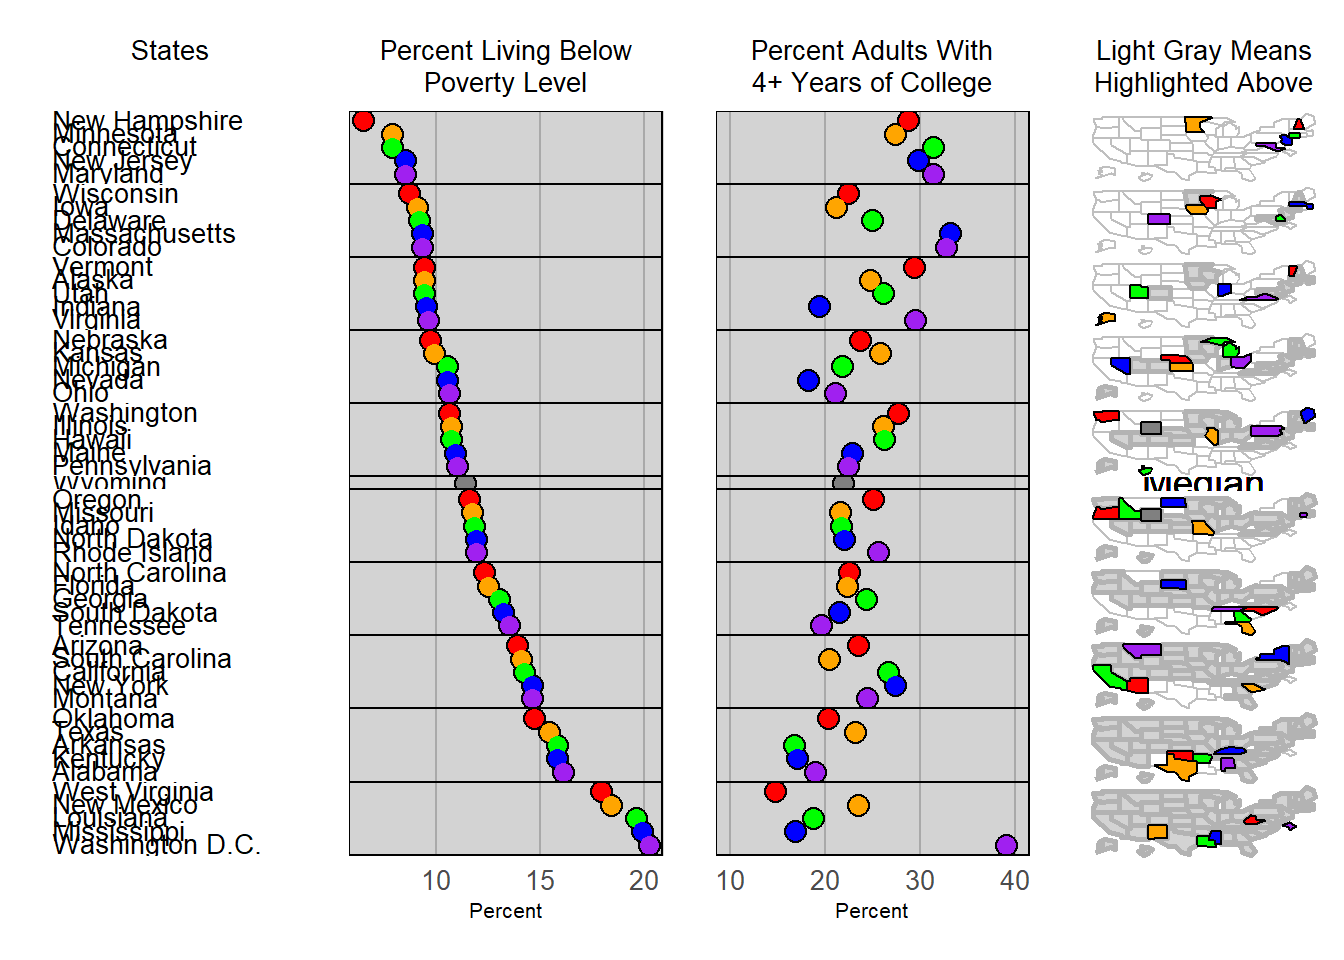 States
Percent Living Below
Poverty Level
Percent Adults With
4+ Years of College
Light Gray Means
Highlighted Above
New Hampshire
Minnesota
Connecticut
New Jersey
Maryland
Wisconsin
Iowa
Delaware
Massachusetts
Colorado
Vermont
Alaska
Utah
Indiana
Virginia
Nebraska
Kansas
Michigan
Nevada
Ohio
Washington
Illinois
Hawaii
Maine
Pennsylvania
Wyoming
Median
Oregon
Missouri
Idaho
North Dakota
Rhode Island
North Carolina
Florida
Georgia
South Dakota
Tennessee
Arizona
South Carolina
California
New York
Montana
Oklahoma
Texas
Arkansas
Kentucky
Alabama
West Virginia
New Mexico
Louisiana
Mississippi
Washington D.C.
10 15 20
Percent
10 20 30 40
Percent